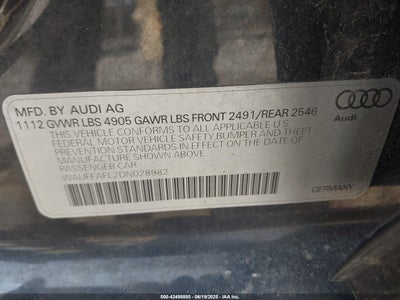 MFD. BY AUDI AG
1112 GVWR LBS 4905 GAWR LBS FRONT 2491/REAR 2546
THIS VEHICLE CONFORMS TO ALL APPLICABLE U.S.
FEDERAL MOTOR VEHICLE SAFETY BUMPER AND THEFT
PREVENTION STANDARDS IN EFFECT ON THE DATE OF
MANUFACTURE SHOWN ABOVE
PASSENGER CAR
WAUFFAFL7DN028982
Audi
GERMANY
000-42498880 - 06/19/2025 - IAA Inc.